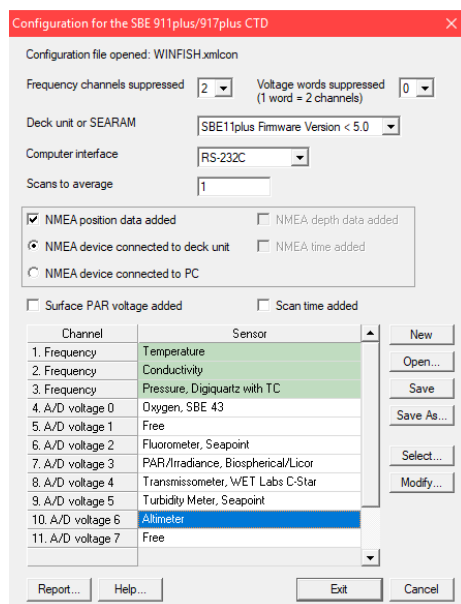 Configuration for the SBE 911plus/917plus CTD
Configuration file opened: WINFISH.xmlcon
Frequency channels suppressed 2 Voltage words suppressed (1 word = 2 channels) 0
Deck unit or SEARAM SBE11plus Firmware Version < 5.0
Computer interface RS-232C
Scans to average 1
NMEA position data added NMEA depth data added
NMEA device connected to deck unit NMEA time added
NMEA device connected to PC
Surface PAR voltage added Scan time added
Channel Sensor New
1. Frequency Temperature
2. Frequency Conductivity Open...
3. Frequency Pressure, Digiquartz with TC Save
4. A/D voltage 0 Oxygen, SBE 43 Save As...
5. A/D voltage 1 Free
6. A/D voltage 2 Fluorometer, Seapoint
7. A/D voltage 3 PAR/Irradiance, Biospherical/Licor Select...
8. A/D voltage 4 Transmissometer, WET Labs C-Star Modify...
9. A/D voltage 5 Turbidity Meter, Seapoint
10. A/D voltage 6 Altimeter
11. A/D voltage 7 Free
Report... Help... Exit Cancel